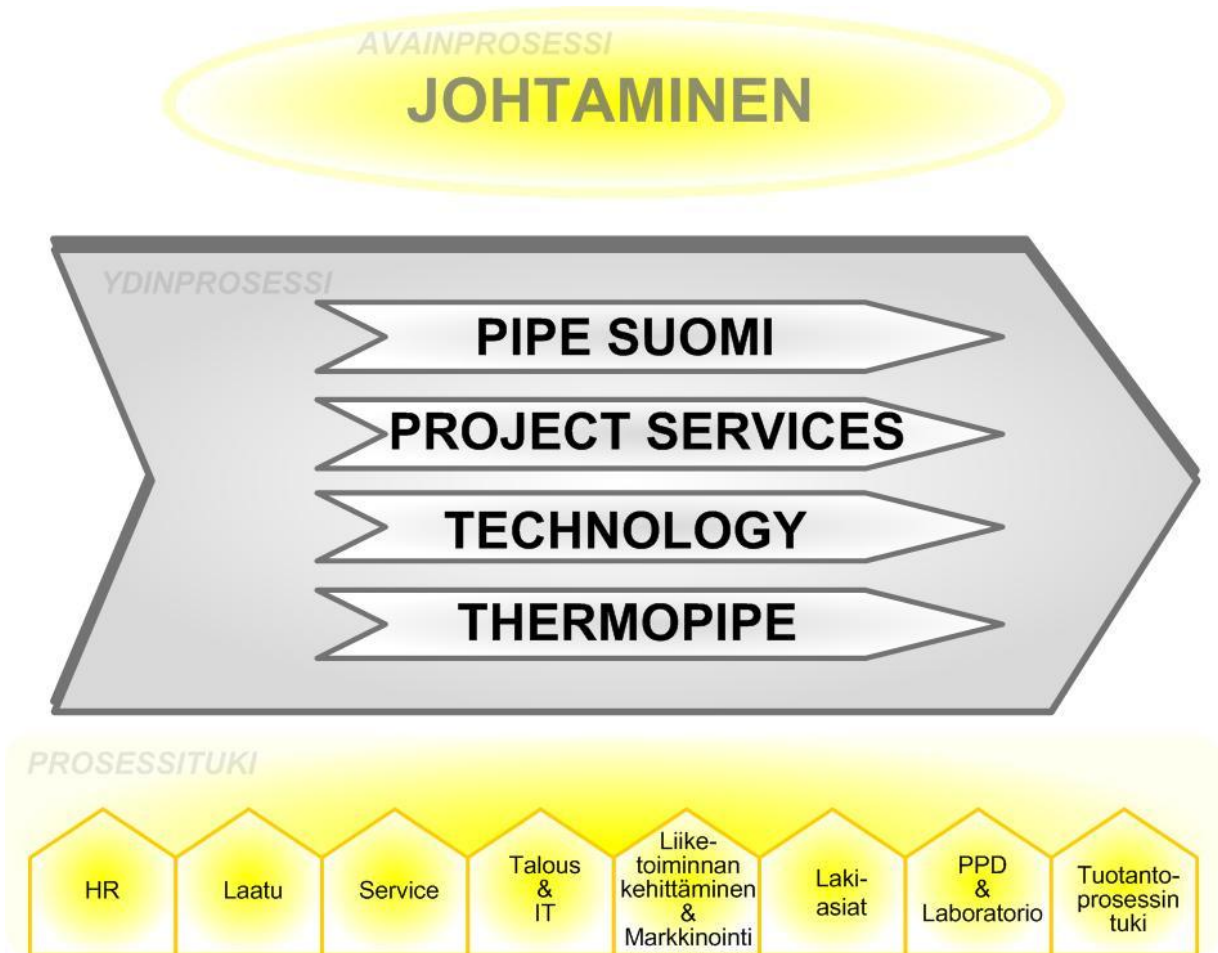 AVAINPROSESSI
JOHTAMINEN
YDINPROSESSI
PIPE SUOMI
PROJECT SERVICES
TECHNOLOGY
THERMOPIPE
PROSESSITUKI
HR
Laatu
Service
Talous
&
IT
Liike-
toiminnan
kehittäminen
&
Markkinointi
Laki-
asiat
PPD
&
Laboratorio
Tuotanto-
prosessin
tuki